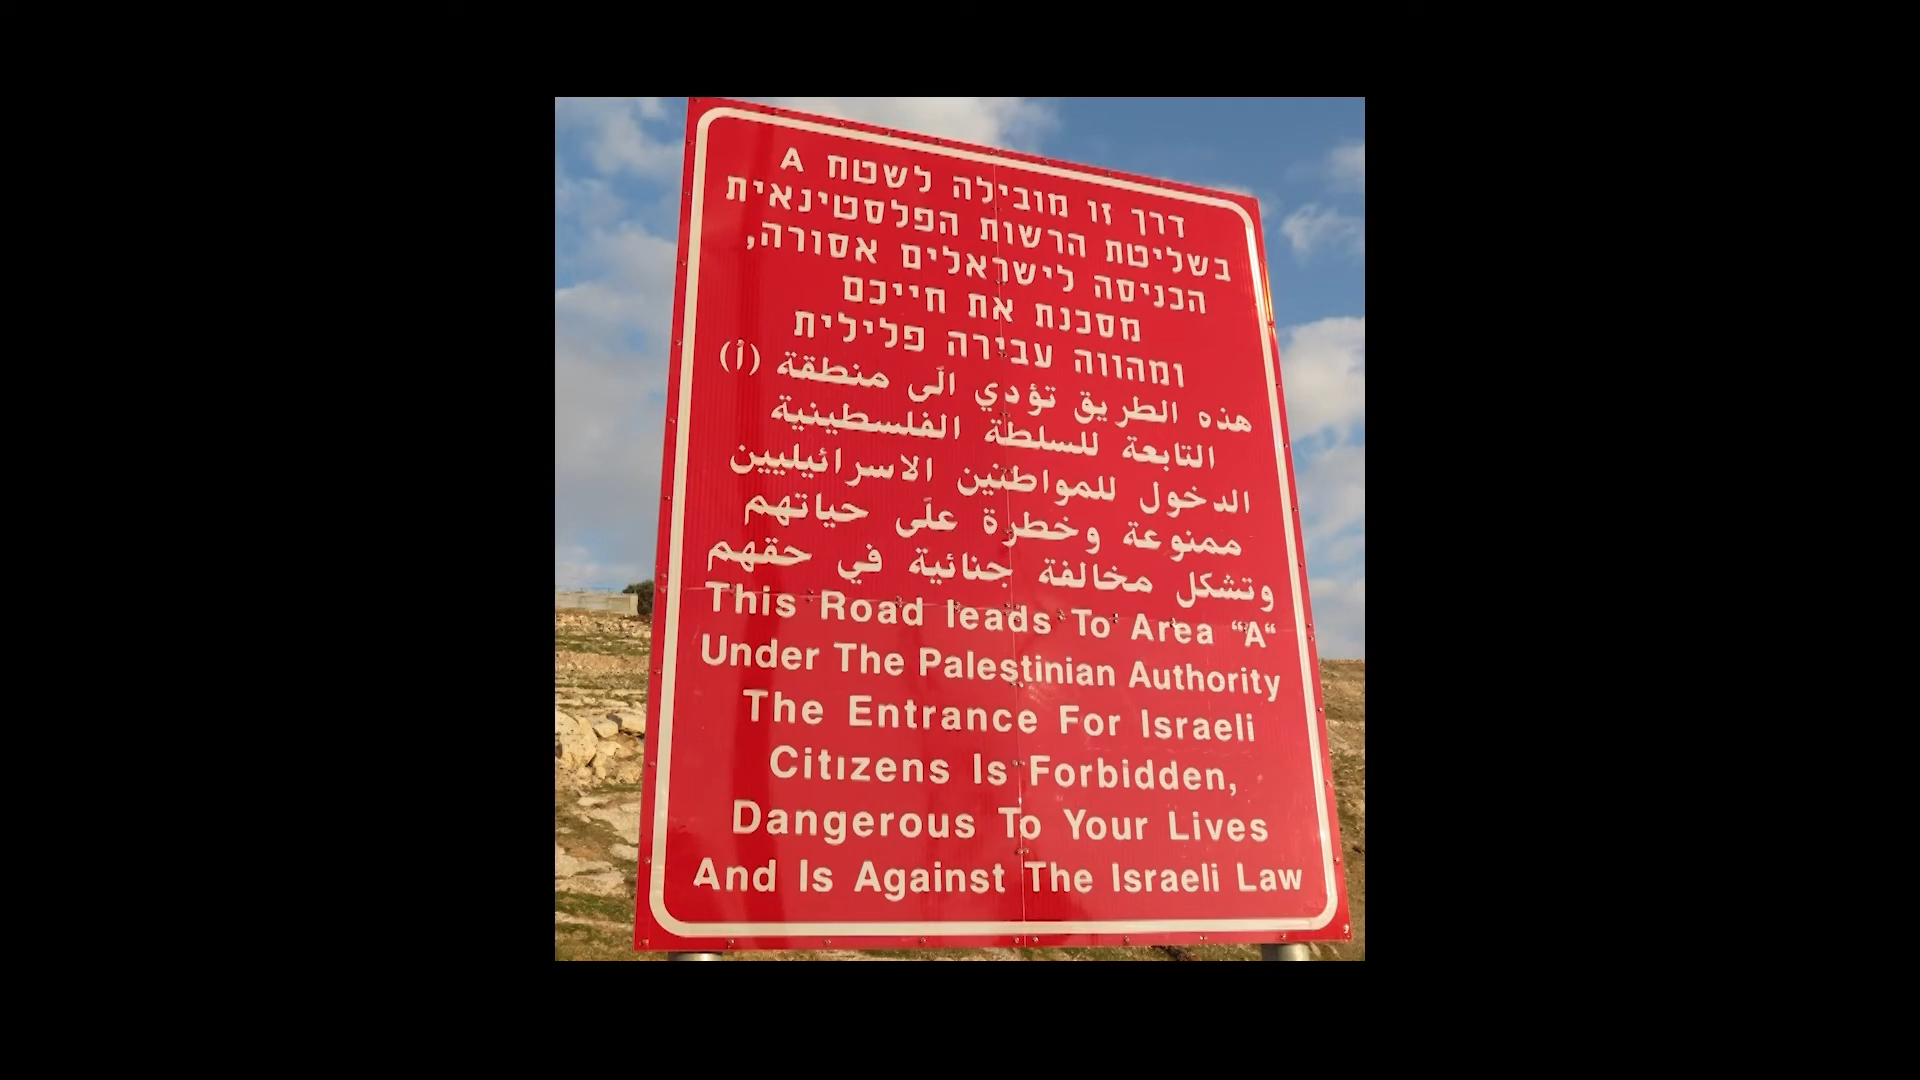 דרך זו מובילה לשטח A
בשליטת הרשות הפלסטינאית
הכניסה לישראלים אסורה,
מסכנת את חייכם
ומהווה עבירה פלילית
هذه الطريق تؤدي الى منطقة (أ)
التابعة للسلطة الفلسطينية
الدخول للمواطنين الاسرائيليين
ممنوعة وخطرة على حياتهم
وتشكل مخالفة جنائية في حقهم
This Road leads To Area “A“
Under The Palestinian Authority
The Entrance For Israeli
Citızens Is Forbidden,
Dangerous To Your Lives
And Is Against The Israeli Law